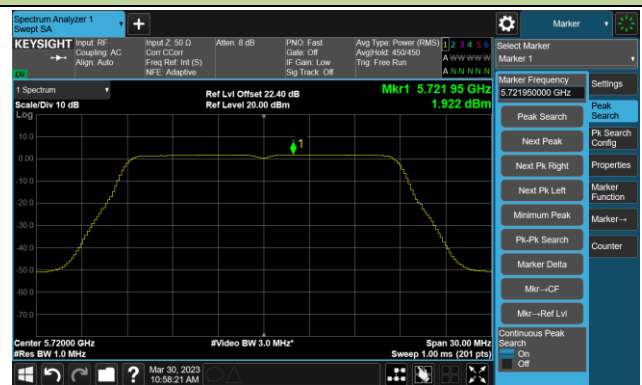 Spectrum Analyzer 1
Swept SA
+
Marker
KEYSIGHT
Input: RF
Coupling: AC
Align: Auto
Input Z: 50 Ω
Corr CCorr
Freq Ref: Int (S)
NFE: Adaptive
Atten: 8 dB
PNO: Fast
Gate: Off
IF Gain: Low
Sig Track: Off
Avg Type: Power (RMS)
Avg|Hold: 450/450
Trig: Free Run
1 2 3 4 5 6
A W W W W W
A N N N N N
Select Marker
Marker 1
LW
1 Spectrum
Scale/Div 10 dB
Log
Ref Lvl Offset 22.40 dB
Ref Level 20.00 dBm
Mkr1 5.721 95 GHz
1.922 dBm
10.0
0.00
-10.0
-20.0
-30.0
-40.0
-50.0
-60.0
-70.0
1
Center 5.72000 GHz
#Res BW 1.0 MHz
#Video BW 3.0 MHz*
Span 30.00 MHz
Sweep 1.00 ms (201 pts)
Marker Frequency
5.721950000 GHz
Peak Search
Next Peak
Next Pk Right
Next Pk Left
Minimum Peak
Pk-Pk Search
Marker Delta
Mkr→CF
Mkr→Ref Lvl
Continuous Peak
Search
On
Off
Settings
Peak
Search
Pk Search
Config
Properties
Marker
Function
Marker→
Counter
?
Mar 30, 2023
10:58:21 AM